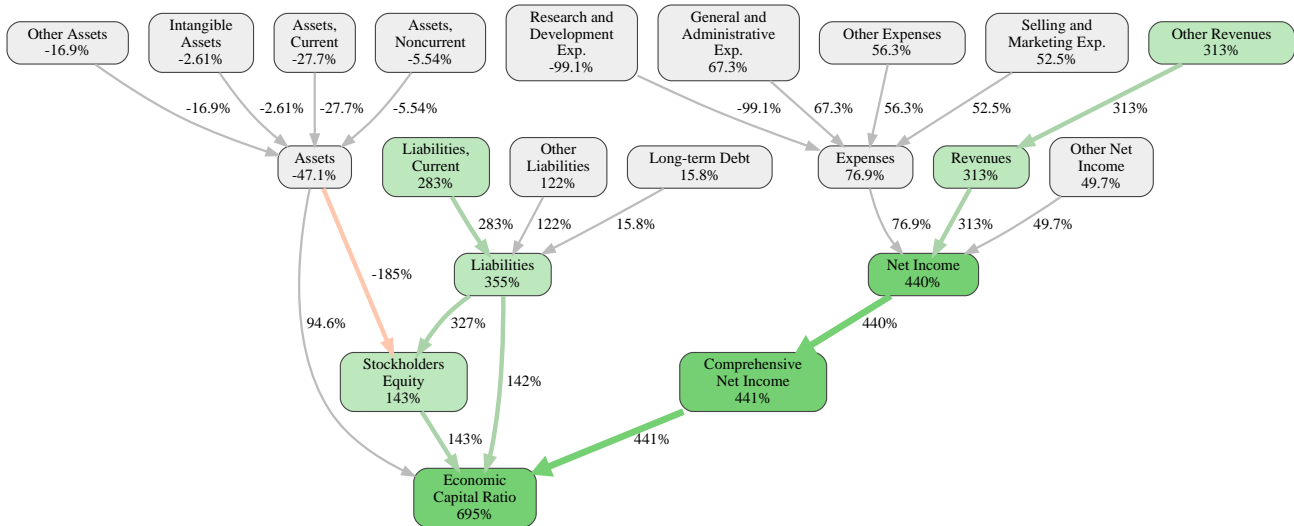 Other Assets
-16.9%
Intangible
Assets
-2.61%
Assets,
Current
-27.7%
Assets,
Noncurrent
-5.54%
Research and
Development
Exp.
-99.1%
General and
Administrative
Exp.
67.3%
Other Expenses
56.3%
Selling and
Marketing Exp.
52.5%
Other Revenues
313%
-16.9%
-2.61%
-27.7%
-5.54%
-99.1%
67.3%
56.3%
52.5%
313%
Assets
-47.1%
Liabilities,
Current
283%
Other
Liabilities
122%
Long-term Debt
15.8%
Expenses
76.9%
Revenues
313%
Other Net
Income
49.7%
283%
122%
15.8%
76.9%
313%
49.7%
-185%
Liabilities
355%
Net Income
440%
94.6%
327%
440%
Stockholders
Equity
143%
142%
Comprehensive
Net Income
441%
143%
441%
Economic
Capital Ratio
695%